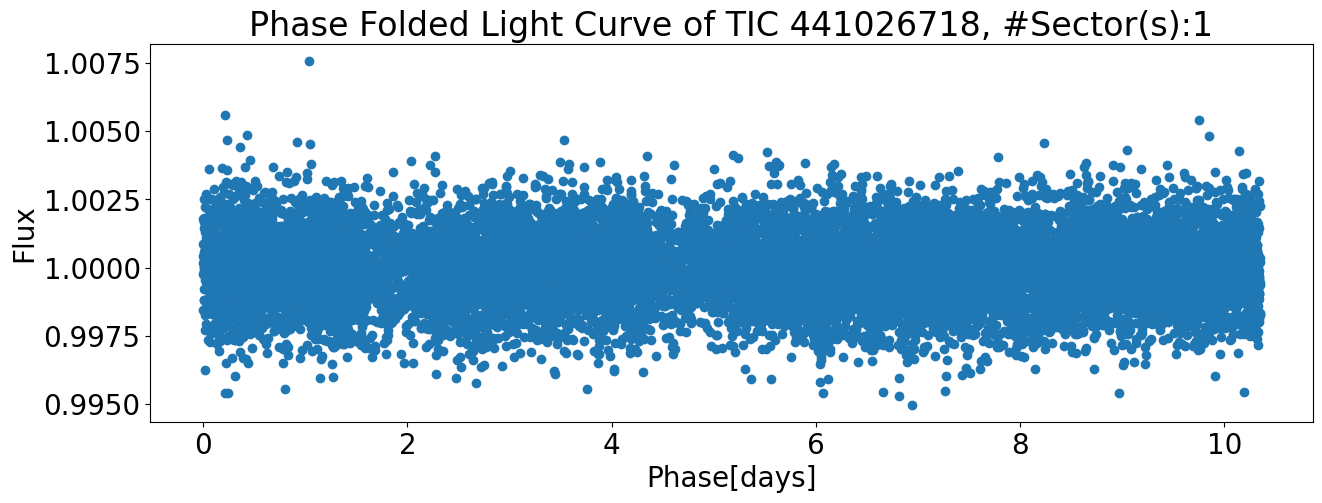 Phase Folded Light Curve of TIC 441026718, #Sector(s):1
1.0075
1.0050
1.0025
1.0000
0.9975
0.9950
Flux
0 2 4 6 8 10
Phase[days]